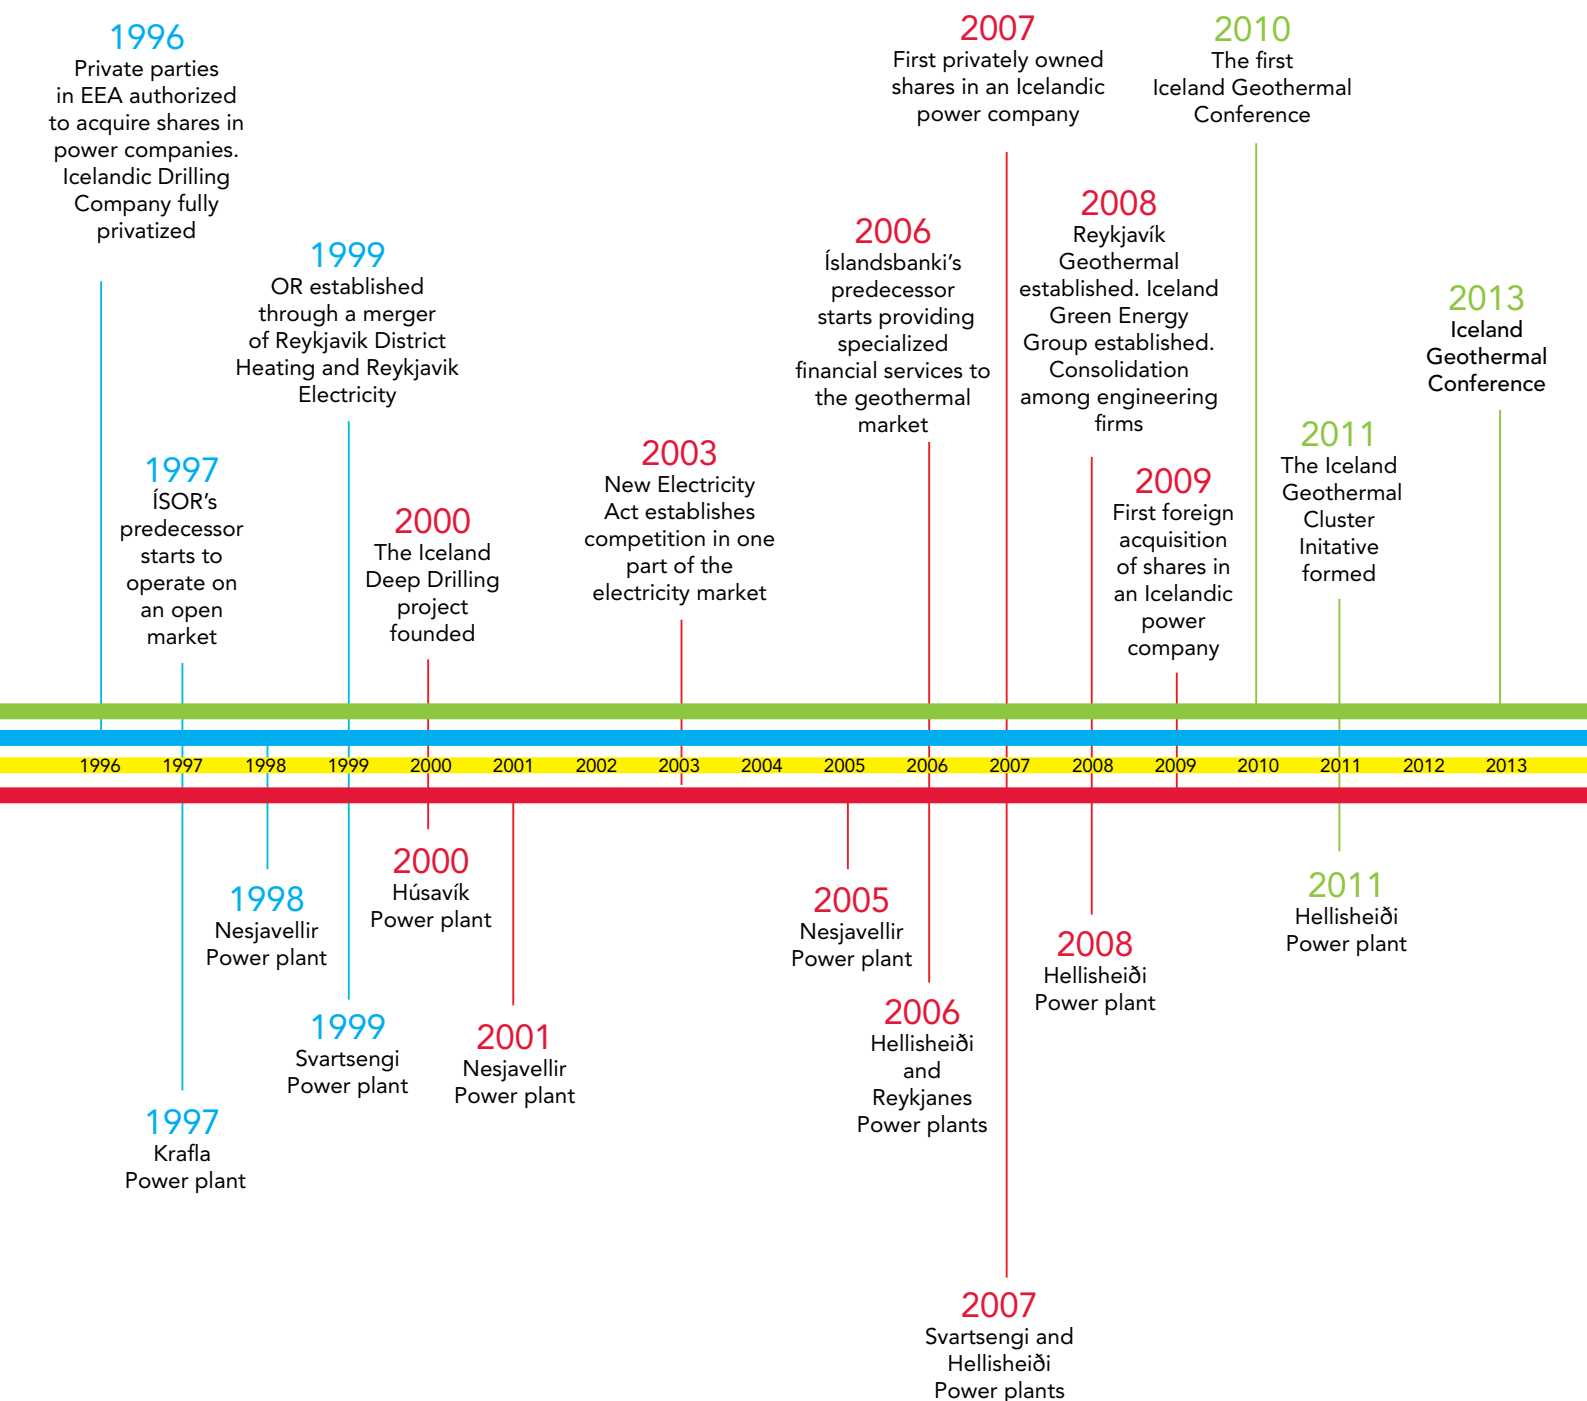 1996
Private parties
in EEA authorized
to acquire shares in
power companies.
Icelandic Drilling
Company fully
privatized
1997
ÍSOR's
predecessor
starts to
operate on
an open
market
1999
OR established
through a merger
of Reykjavik District
Heating and Reykjavik
Electricity
2000
The Iceland
Deep Drilling
project
founded
2003
New Electricity
Act establishes
competition in one
part of the
electricity market
2006
Íslandsbanki's
predecessor
starts providing
specialized
financial services to
the geothermal
market
2007
First privately owned
shares in an Icelandic
power company
2008
Reykjavík
Geothermal
established. Iceland
Green Energy
Group established.
Consolidation
among engineering
firms
2009
First foreign
acquisition
of shares in
an Icelandic
power
company
2010
The first
Iceland Geothermal
Conference
2011
The Iceland
Geothermal
Cluster
Initative
formed
2013
Iceland
Geothermal
Conference
1996 1997 1998 1999 2000 2001 2002 2003 2004 2005 2006 2007 2008 2009 2010 2011 2012 2013
1997
Krafla
Power plant
1998
Nesjavellir
Power plant
1999
Svartsengi
Power plant
2000
Húsavík
Power plant
2001
Nesjavellir
Power plant
2005
Nesjavellir
Power plant
2006
Hellisheiði
and
Reykjanes
Power plants
2007
Svartsengi and
Hellisheiði
Power plants
2008
Hellisheiði
Power plant
2011
Hellisheiði
Power plant